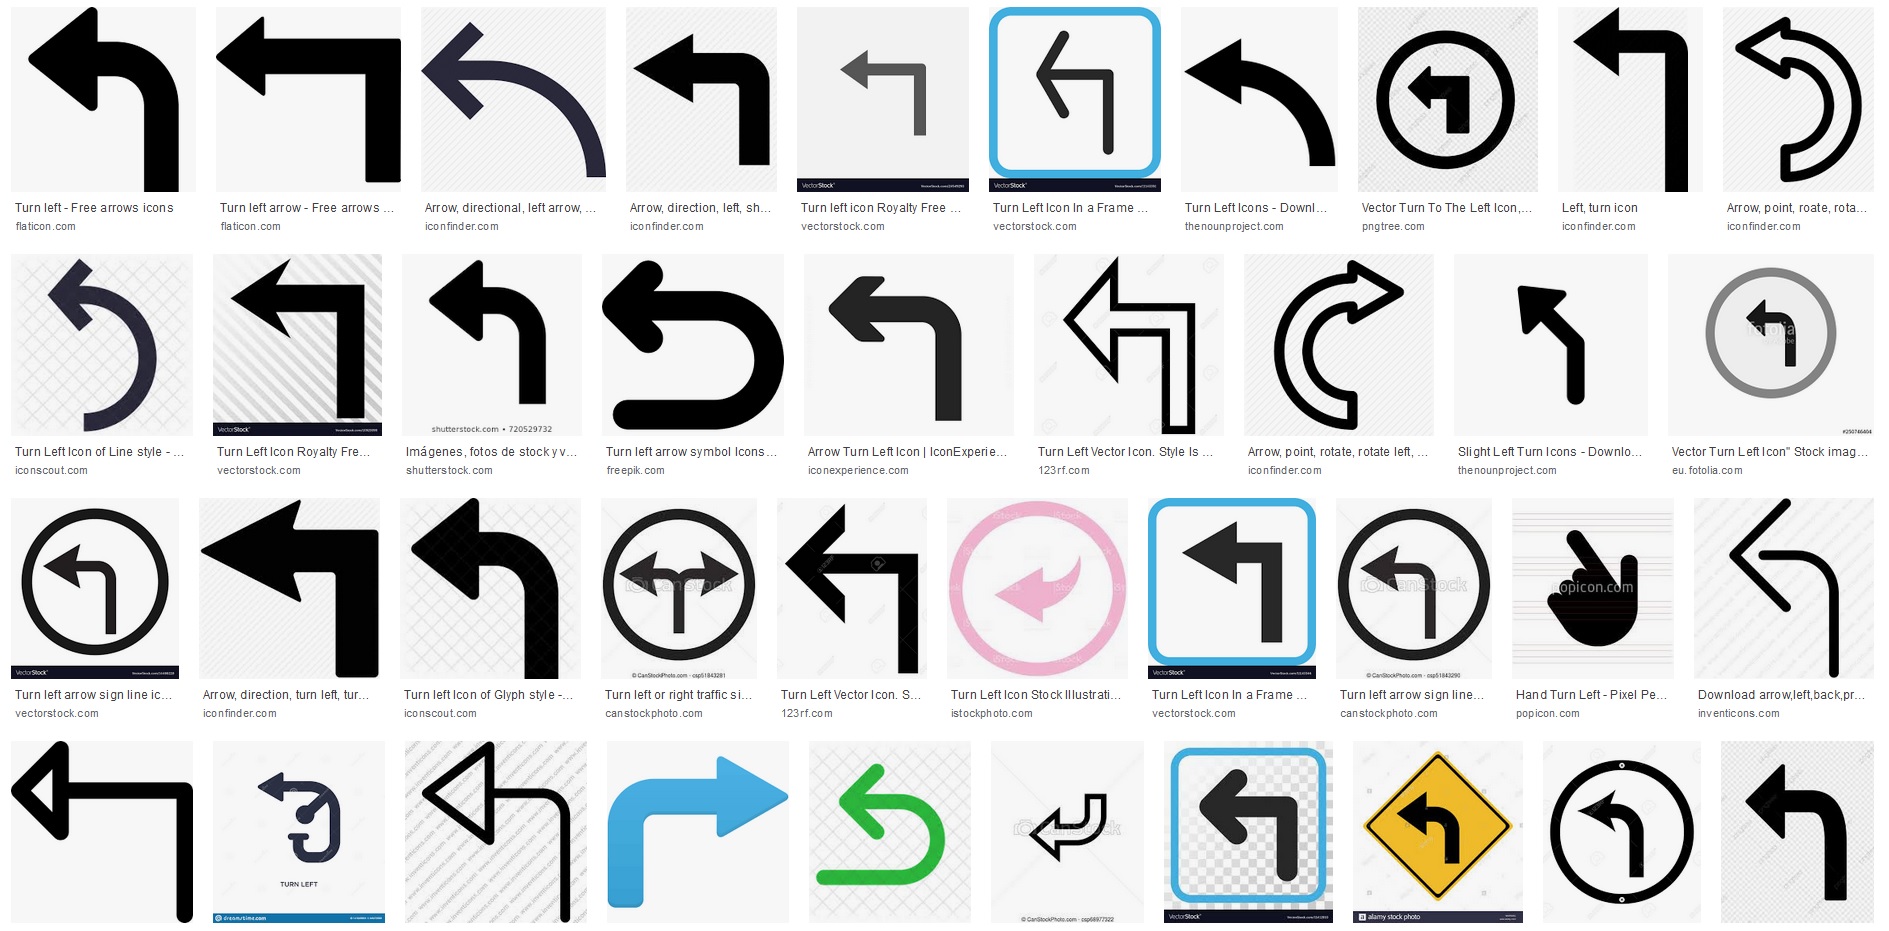 VectorStock
VectorStock
Turn left - Free arrows icons
flaticon.com
Turn left arrow - Free arrows ...
flaticon.com
Arrow, directional, left arrow, ...
iconfinder.com
Arrow, direction, left, sh...
iconfinder.com
Turn left icon Royalty Free ...
vectorstock.com
Turn Left Icon In a Frame ...
vectorstock.com
Turn Left Icons - Downl...
thenounproject.com
Vector Turn To The Left Icon,...
pngtree.com
Left, turn icon
iconfinder.com
Arrow, point, roate, rota...
iconfinder.com
VectorStock
shutterstock.com • 720529732
fotolia
#250746404
Turn Left Icon of Line style - ...
iconscout.com
Turn Left Icon Royalty Fre...
vectorstock.com
Imágenes, fotos de stock y v...
shutterstock.com
Turn left arrow symbol Icons...
freepik.com
Arrow Turn Left Icon | IconExperie...
iconexperience.com
Turn Left Vector Icon. Style Is ...
123rf.com
Arrow, point, rotate, rotate left, ...
iconfinder.com
Slight Left Turn Icons - Downlo...
thenounproject.com
Vector Turn Left Icon" Stock imag...
eu.fotolia.com
VectorStock
CanStock
© CanStockPhoto.com - csp51843281
iStock
VectorStock
CanStock
© CanStockPhoto.com - csp51843290
popicon.com
Turn left arrow sign line ic...
vectorstock.com
Arrow, direction, turn left, tur...
iconfinder.com
Turn left Icon of Glyph style -...
iconscout.com
Turn left or right traffic si...
canstockphoto.com
Turn Left Vector Icon. S...
123rf.com
Turn Left Icon Stock Illustrati...
istockphoto.com
Turn Left Icon In a Frame ...
vectorstock.com
Turn left arrow sign line...
canstockphoto.com
Hand Turn Left - Pixel Pe...
popicon.com
Download arrow,left,back,pr...
inventicons.com
TURN LEFT
dreamstime.com
www.inventicons.com
CanStock
© CanStockPhoto.com - csp68977322
VectorStock
a alamy stock photo